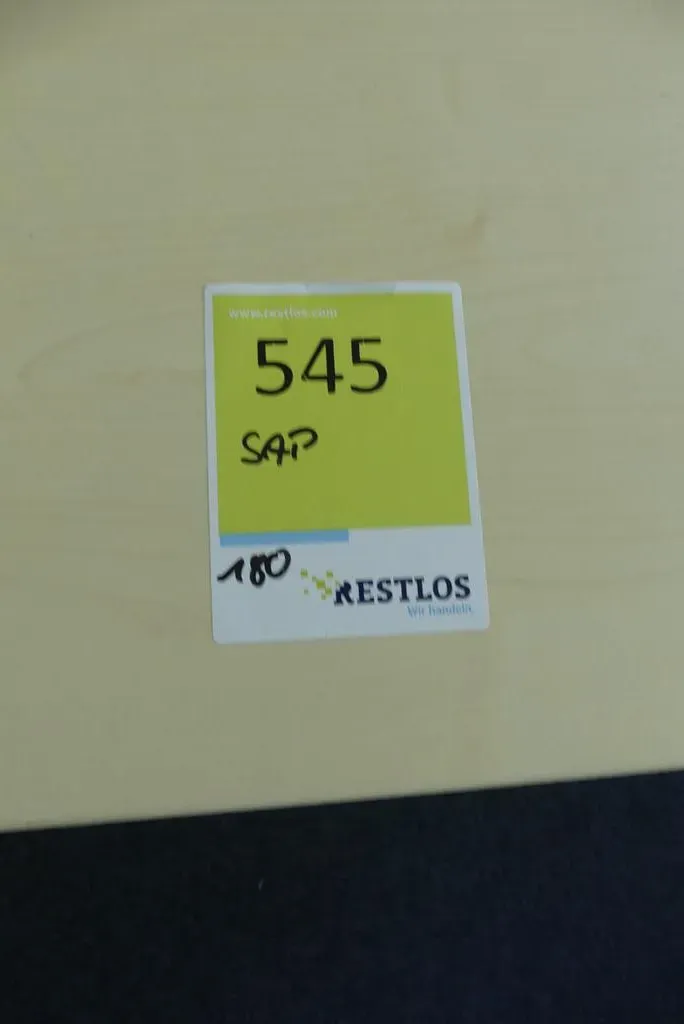 www.restlos.com
545
SAP
180
RESTLOS
Wir handeln.